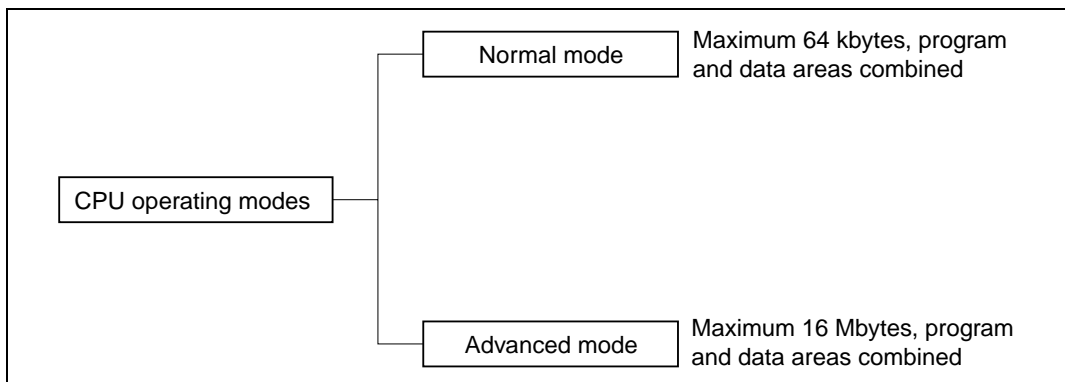 Normal mode
Maximum 64 kbytes, program
and data areas combined
CPU operating modes
Advanced mode
Maximum 16 Mbytes, program
and data areas combined